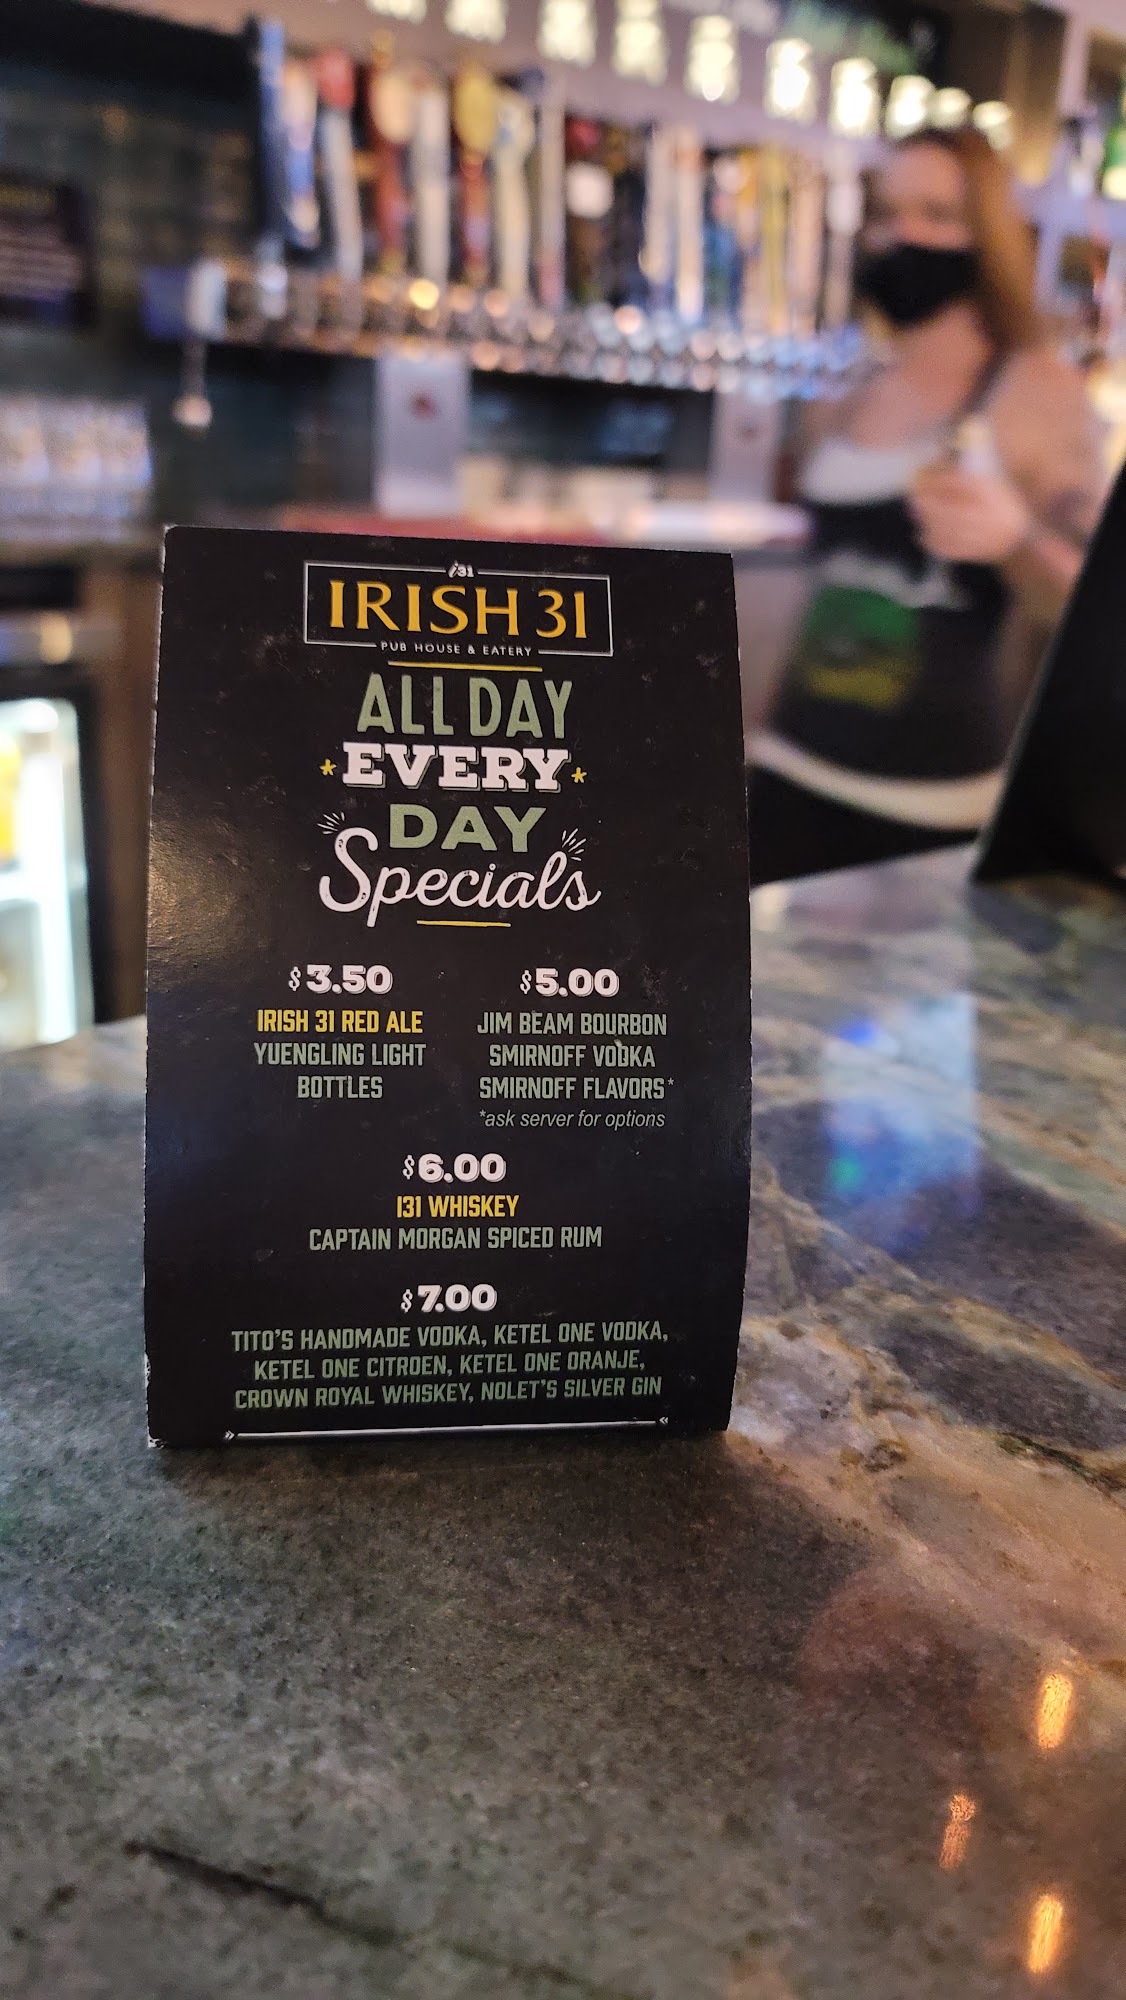 i31
IRISH 31
PUB HOUSE & EATERY
ALL DAY
*EVERY*
DAY
Specials
$3.50
IRISH 31 RED ALE
YUENGLING LIGHT
BOTTLES
$5.00
JIM BEAM BOURBON
SMIRNOFF VODKA
SMIRNOFF FLAVORS*
*ask server for options
$6.00
I31 WHISKEY
CAPTAIN MORGAN SPICED RUM
$7.00
TITO'S HANDMADE VODKA, KETEL ONE VODKA,
KETEL ONE CITROEN, KETEL ONE ORANJE,
CROWN ROYAL WHISKEY, NOLET'S SILVER GIN